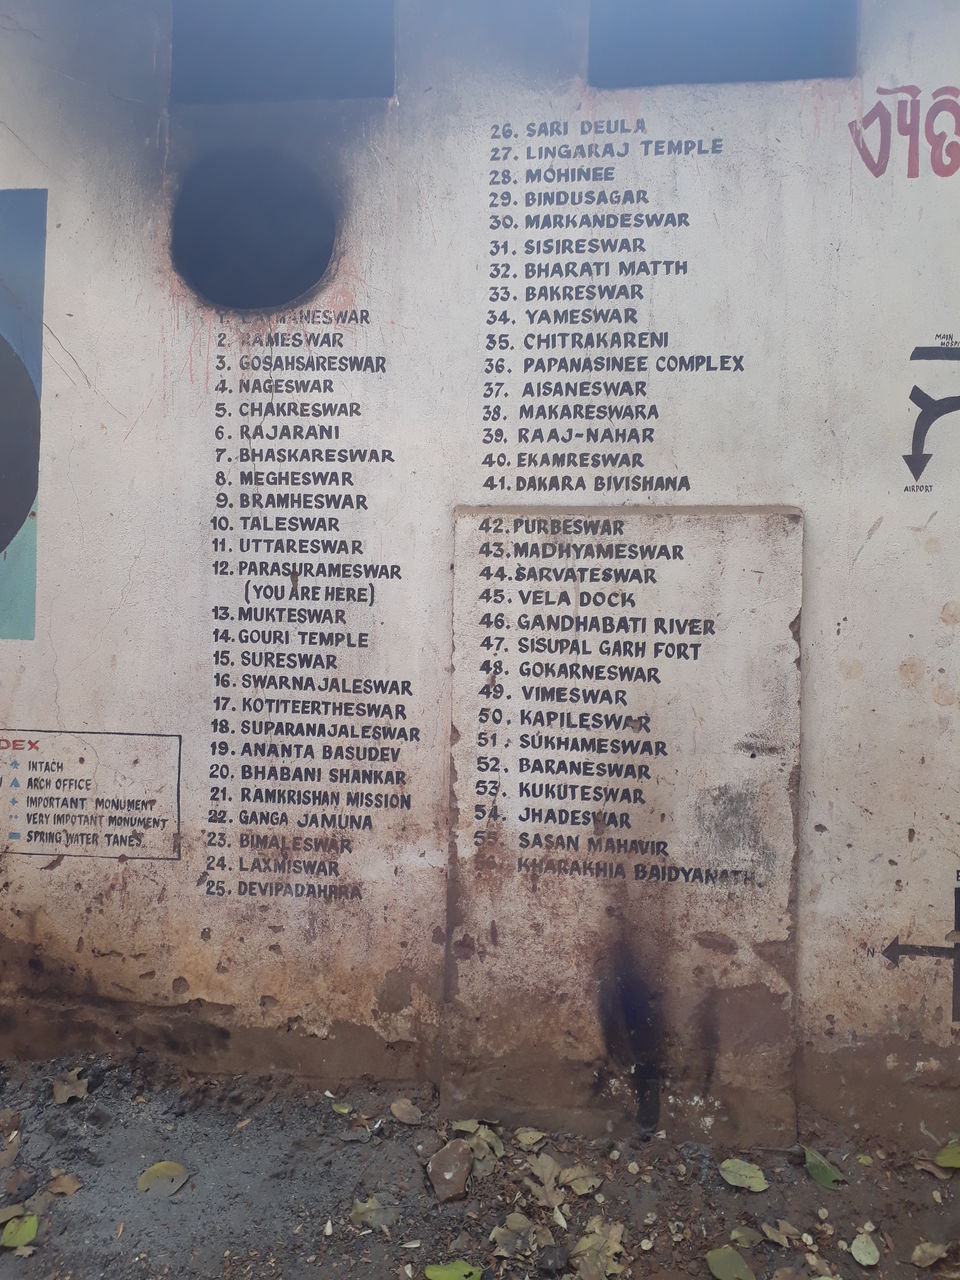 2. RAMESWAR
3. GOSAHSARESWAR
4. NAGESWAR
5. CHAKRESWAR
6. RAJARANI
7. BHASKARESWAR
8. MEGHESWAR
9. BRAMHESWAR
10. TALESWAR
11. UTTARESWAR
12. PARASURAMESWAR
(YOU ARE HERE)
13. MUKTESWAR
14. GOURI TEMPLE
15. SURESWAR
16. SWARNAJALESWAR
17. KOTITEERTHESWAR
18. SUPARANAJALESWAR
19. ANANTA BASUDEV
20. BHABANI SHANKAR
21. RAMKRISHAN MISSION
22. GANGA JAMUNA
23. BIMALESWAR
24. LAXMISWAR
25. DEVIPADAHRRA
26. SARI DEULA
27. LINGARAJ TEMPLE
28. MOHINEE
29. BINDUSAGAR
30. MARKANDESWAR
31. SISIRESWAR
32. BHARATI MATTH
33. BAKRESWAR
34. YAMESWAR
35. CHITRAKARENI
36. PAPANASINEE COMPLEX
37. AISANESWAR
38. MAKARESWARA
39. RAAJ-NAHAR
40. EKAMRESWAR
41. DAKARA BIVISHANA
42. PURBESWAR
43. MADHYAMESWAR
44. SARVATESWAR
45. VELA DOCK
46. GANDHABATI RIVER
47. SISUPAL GARH FORT
48. GOKARNESWAR
49. VIMESWAR
50. KAPILESWAR
51. SUKHAMESWAR
52. BARANESWAR
53. KUKUTESWAR
54. JHADESWAR
55. SASAN MAHAVIR
KHARAKHIA BAIDYANATH
DEX
INTACH
ARCH OFFICE
IMPORTANT MONUMENT
VERY IMPOTANT MONUMENT
SPRING WATER TANES
MAIN
AIRPORT
N